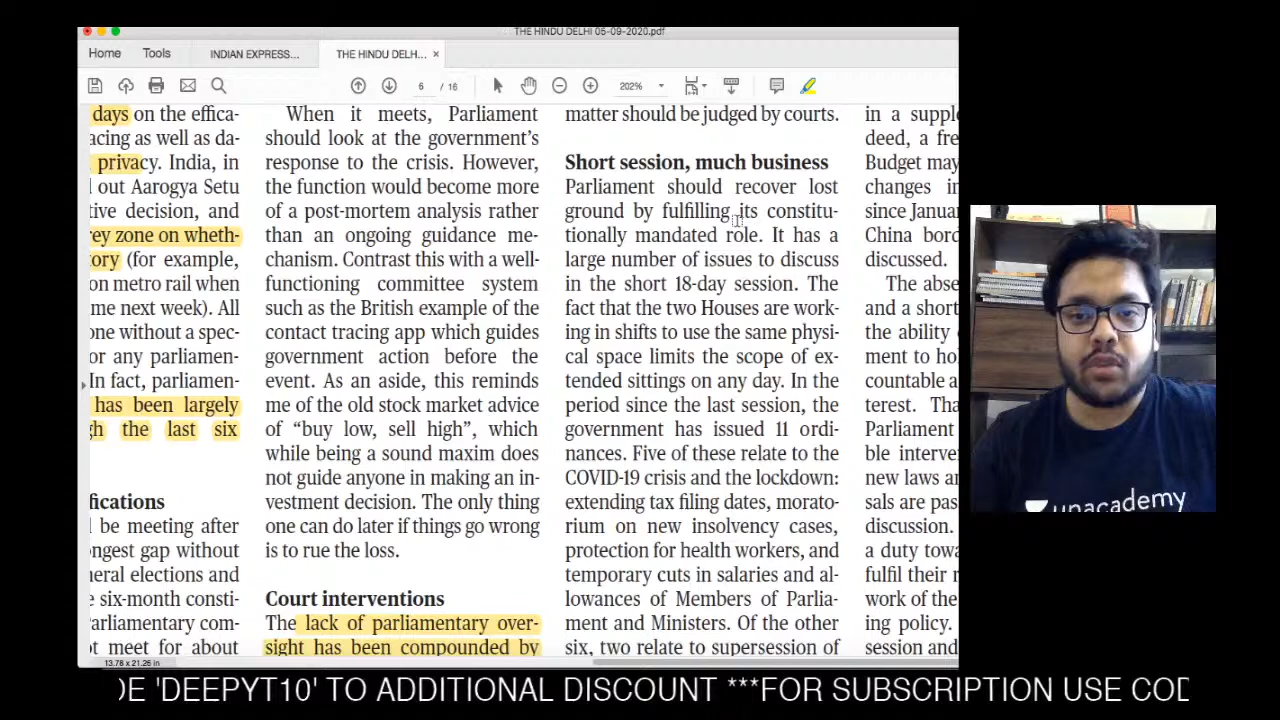 THE HINDU DELHI 05-09-2020.pdf
Home Tools INDIAN EXPRESS... THE HINDU DELH... ×
6 / 16 202%
days on the effica-
acing as well as da-
privacy. India, in
out Aarogya Setu
tive decision, and
rey zone on wheth-
ory (for example,
on metro rail when
me next week). All
one without a spec-
or any parliamen-
In fact, parliamen-
has been largely
gh the last six
fications
be meeting after
ongest gap without
neral elections and
e six-month consti-
arliamentary com-
t meet for about
When it meets, Parliament
should look at the government's
response to the crisis. However,
the function would become more
of a post-mortem analysis rather
than an ongoing guidance me-
chanism. Contrast this with a well-
functioning committee system
such as the British example of the
contact tracing app which guides
government action before the
event. As an aside, this reminds
me of the old stock market advice
of “buy low, sell high”, which
while being a sound maxim does
not guide anyone in making an in-
vestment decision. The only thing
one can do later if things go wrong
is to rue the loss.
Court interventions
The lack of parliamentary over-
sight has been compounded by
matter should be judged by courts.
Short session, much business
Parliament should recover lost
ground by fulfilling its constitu-
tionally mandated role. It has a
large number of issues to discuss
in the short 18-day session. The
fact that the two Houses are work-
ing in shifts to use the same physi-
cal space limits the scope of ex-
tended sittings on any day. In the
period since the last session, the
government has issued 11 ordi-
nances. Five of these relate to the
COVID-19 crisis and the lockdown:
extending tax filing dates, morato-
rium on new insolvency cases,
protection for health workers, and
temporary cuts in salaries and al-
lowances of Members of Parlia-
ment and Ministers. Of the other
six, two relate to supersession of
in a suppl
deed, a fre
Budget may
changes in
since Januar
China bord
discussed.
The abse
and a short
the ability
ment to ho
countable a
terest. Tha
Parliament
ble interve
new laws a
sals are pas
discussion.
a duty towa
fulfil their r
work of the
ing policy.
session and
13.78 x 21.26 in
unacademy
DE 'DEEPYT10' TO ADDITIONAL DISCOUNT ***FOR SUBSCRIPTION USE COD